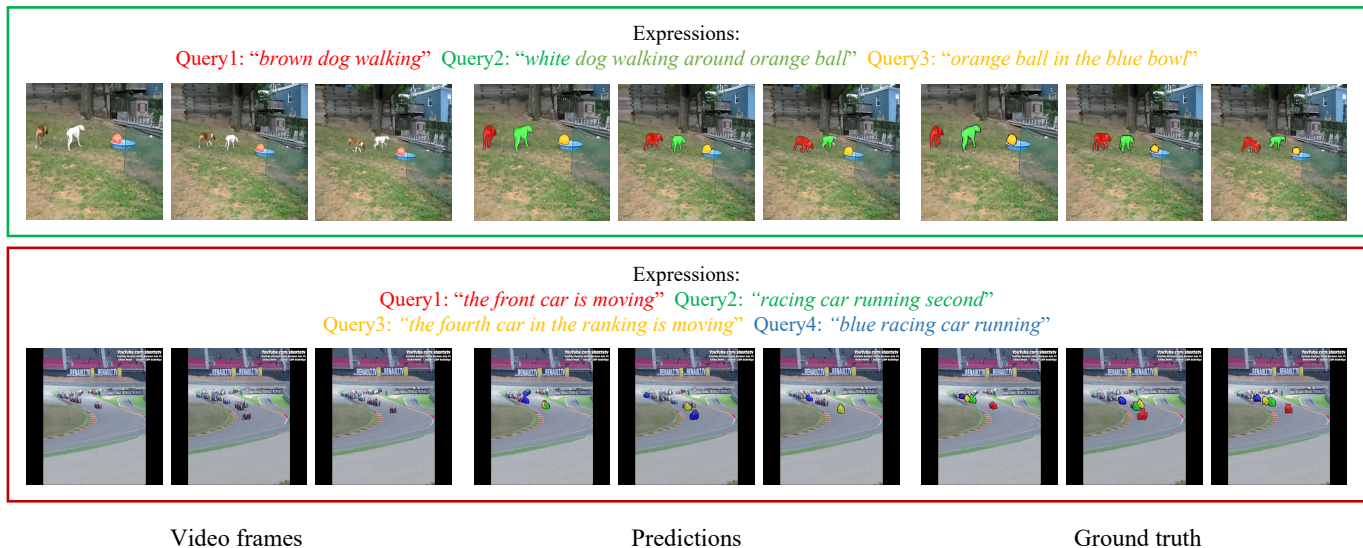 Expressions:
Query1: “brown dog walking” Query2: “white dog walking around orange ball” Query3: “orange ball in the blue bowl”
Expressions:
Query1: “the front car is moving” Query2: “racing car running second”
Query3: “the fourth car in the ranking is moving” Query4: “blue racing car running”
Video frames
Predictions
Ground truth